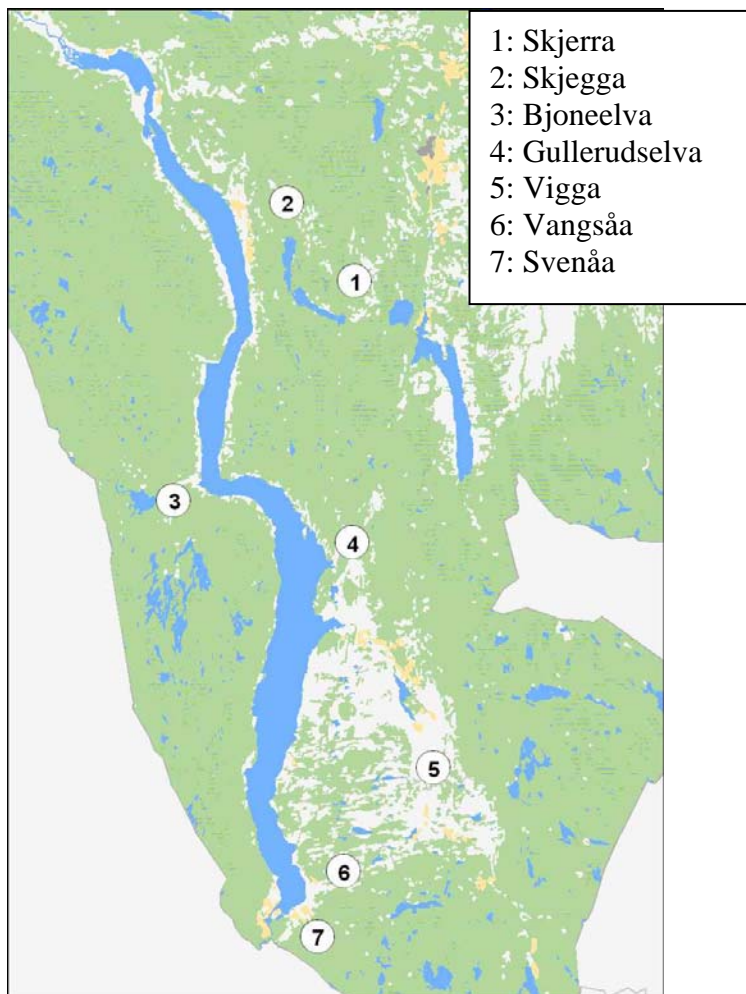 1: Skjerra
2: Skjegga
3: Bjoneelva
4: Gullerudselva
5: Vigga
6: Vangsåa
7: Svenåa
2
1
3
4
5
6
7